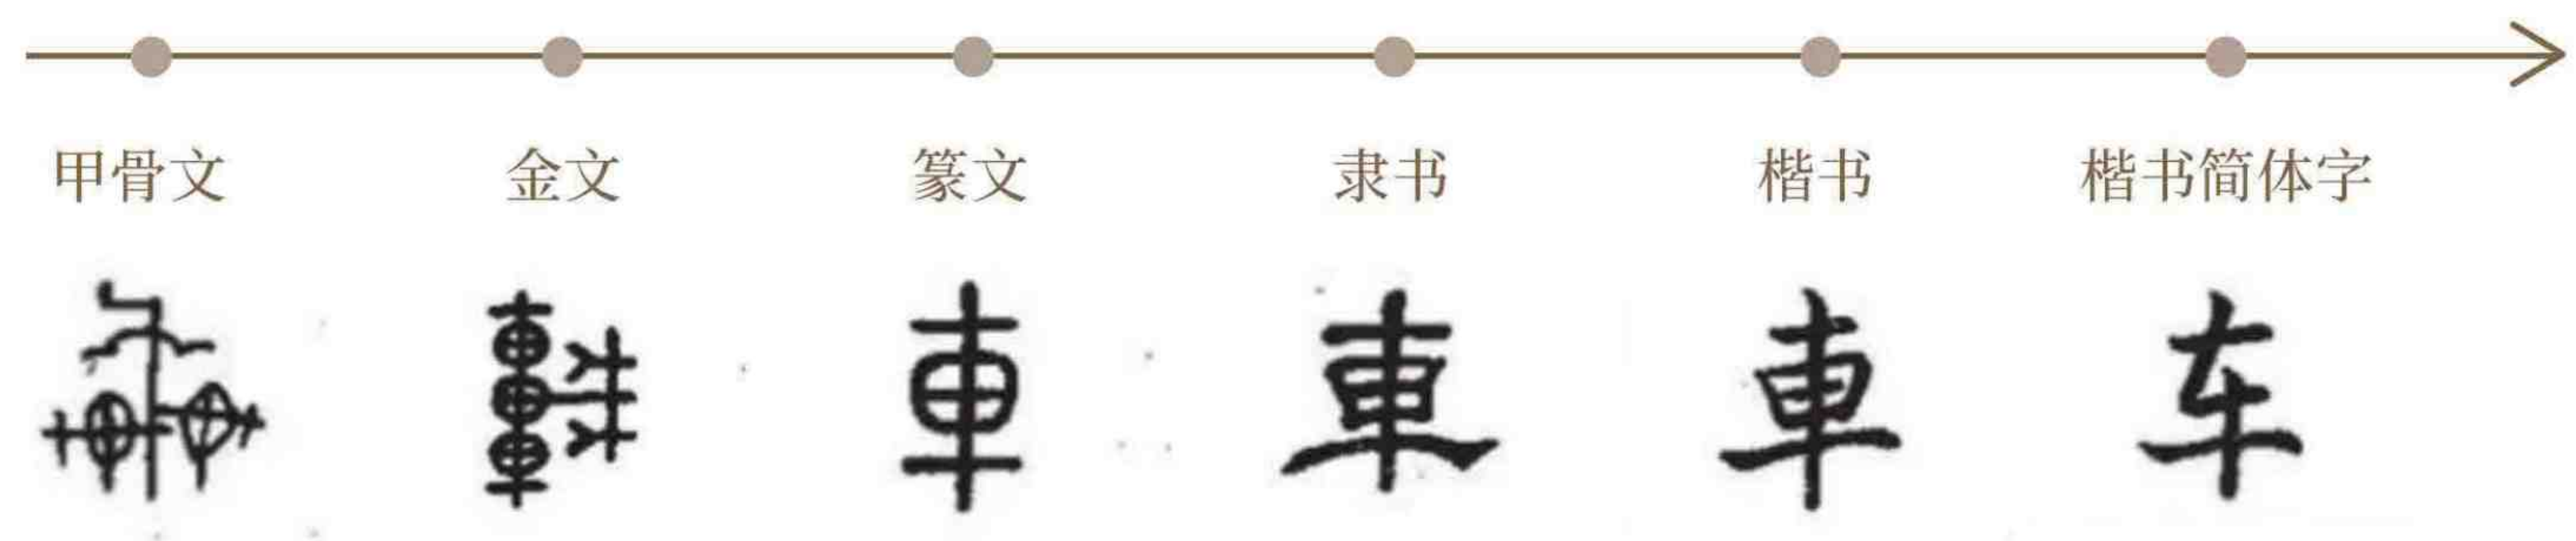 甲骨文 金文 篆文 隶书 楷书 楷书简体字
車 車 車 车